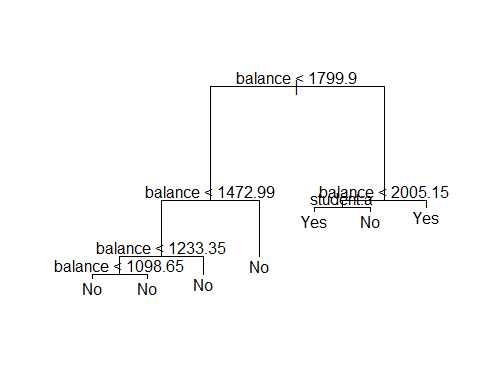 balance < 1799.9
balance < 1472.99
balance < 2005.15
student:a
Yes
No
Yes
balance < 1233.35
No
balance < 1098.65
No
No
No